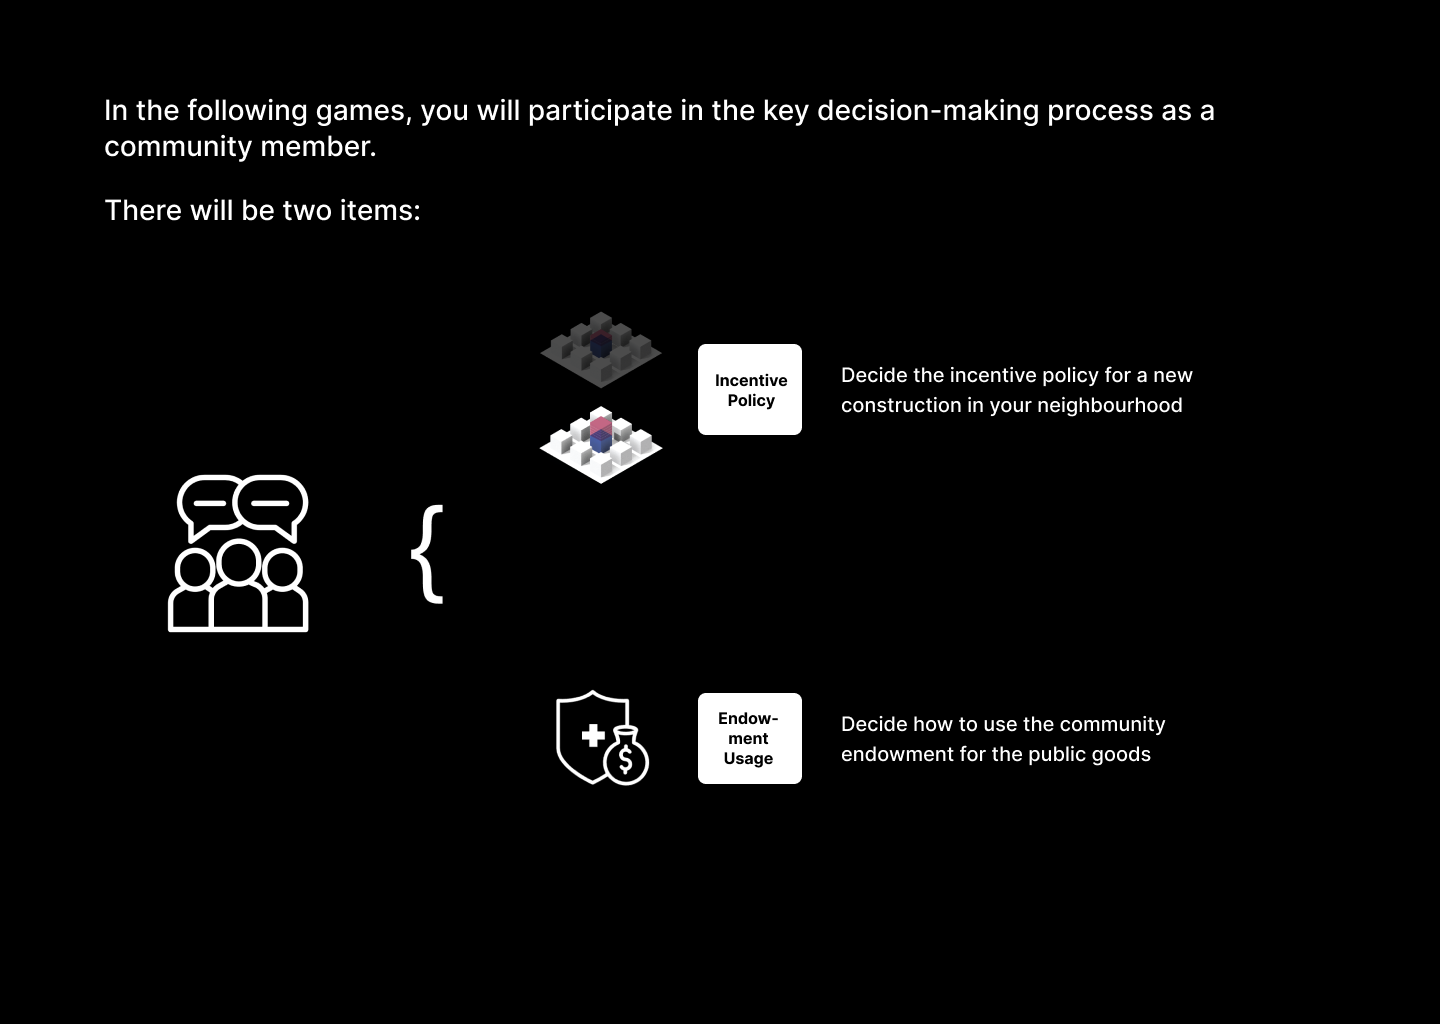 In the following games, you will participate in the key decision-making process as a
community member.
There will be two items:
Incentive
Policy
Decide the incentive policy for a new
construction in your neighbourhood
{
Endow-
ment
Usage
Decide how to use the community
endowment for the public goods